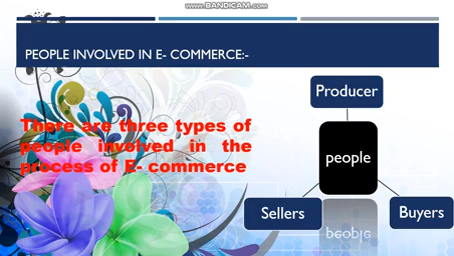 www.BANDICAM.com
PEOPLE INVOLVED IN E- COMMERCE:-
There are three types of
people involved in the
process of E- commerce
Producer
people
Sellers
Buyers